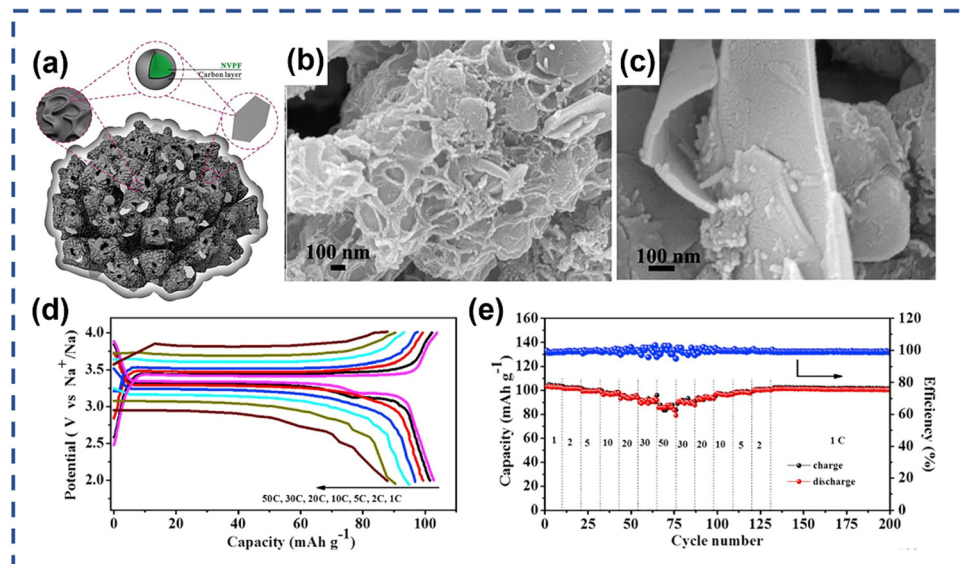 (a)
NVPF
Carbon layer
(b)
100 nm
(c)
100 nm
(d)
Potential ( V vs Na+ /Na)
4.0
3.5
3.0
2.5
2.0
50C, 30C, 20C, 10C, 5C, 2C, 1C
0 20 40 60 80 100
Capacity (mAh g-1)
(e)
Capacity (mAh g-1)
160
140
120
100
80
60
40
20
0
1 2 5 10 20 30 50 30 20 10 5 2 1 C
charge
discharge
0 25 50 75 100 125 150 175 200
Cycle number
120
100
80
60
40
20
0
Efficiency (%)